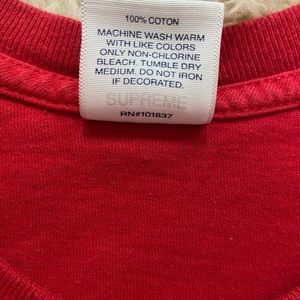 100% COTON
MACHINE WASH WARM
WITH LIKE COLORS
ONLY NON-CHLORINE
BLEACH. TUMBLE DRY
MEDIUM. DO NOT IRON
IF DECORATED.
SUPREME
RN#101837